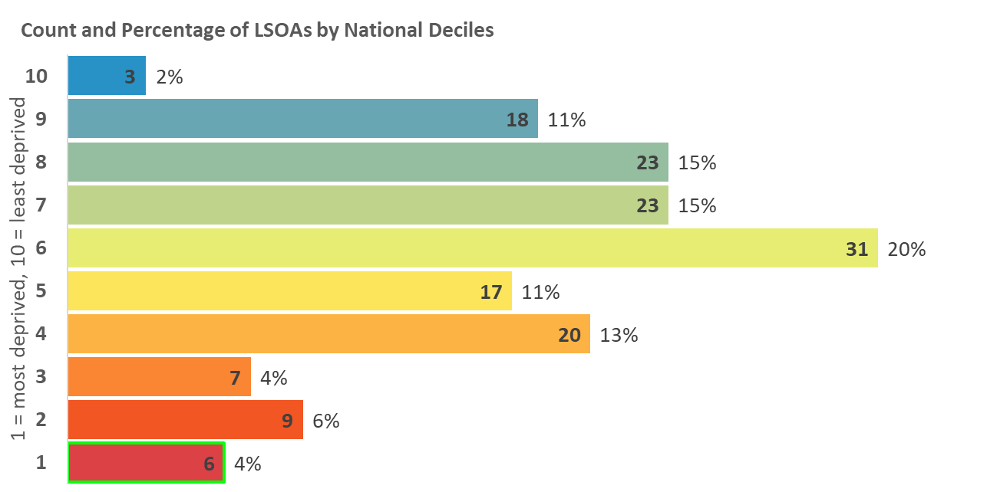 Count and Percentage of LSOAs by National Deciles
1 = most deprived, 10 = least deprived
10 3 2%
9 18 11%
8 23 15%
7 23 15%
6 31 20%
5 17 11%
4 20 13%
3 7 4%
2 9 6%
1 6 4%